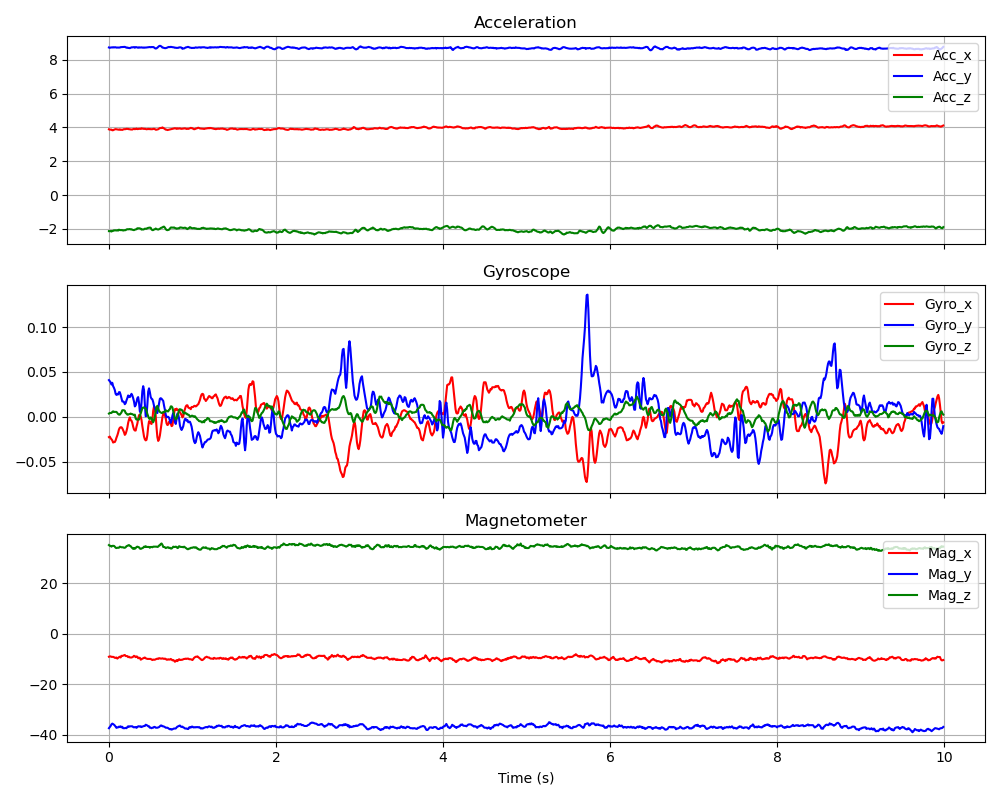 Acceleration
8
6
4
2
0
−2
Acc_x
Acc_y
Acc_z
Gyroscope
0.10
0.05
0.00
−0.05
Gyro_x
Gyro_y
Gyro_z
Magnetometer
20
0
−20
−40
Mag_x
Mag_y
Mag_z
0 2 4 6 8 10
Time (s)